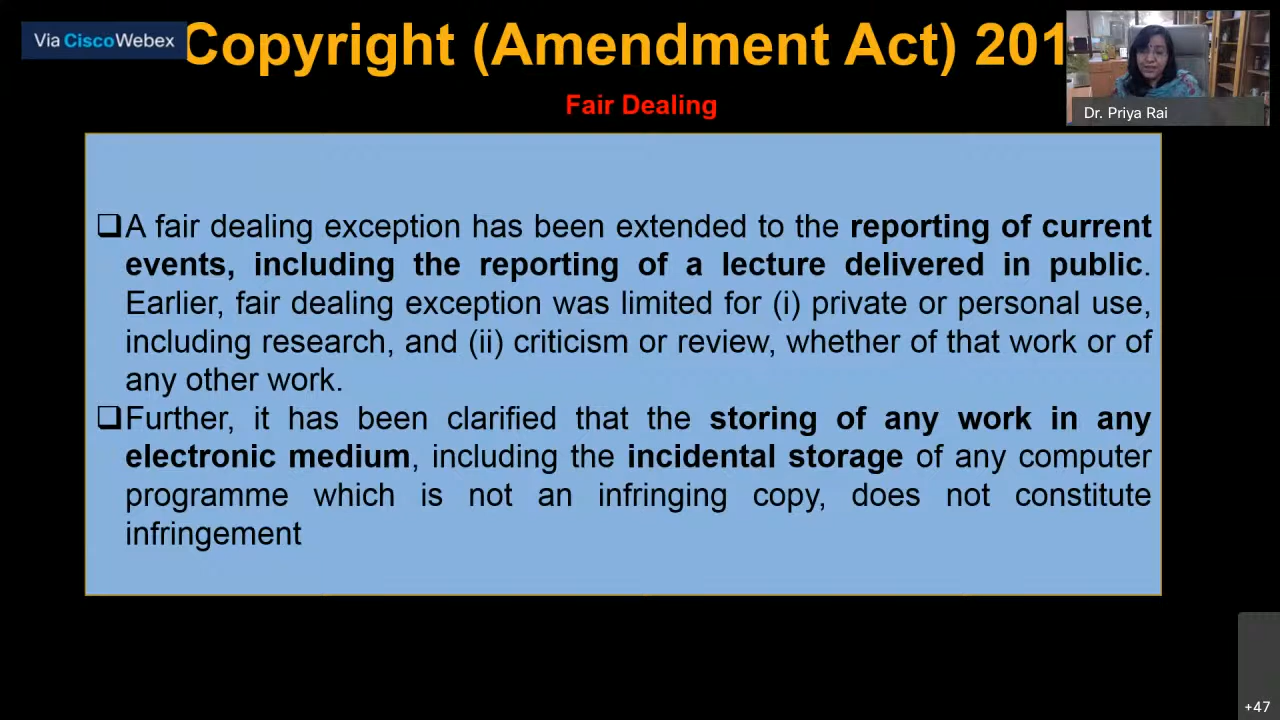 Via CiscoWebex
Copyright (Amendment Act) 201
Dr. Priya Rai
Fair Dealing
❑A fair dealing exception has been extended to the reporting of current
events, including the reporting of a lecture delivered in public.
Earlier, fair dealing exception was limited for (i) private or personal use,
including research, and (ii) criticism or review, whether of that work or of
any other work.
❑Further, it has been clarified that the storing of any work in any
electronic medium, including the incidental storage of any computer
programme which is not an infringing copy, does not constitute
infringement
+47